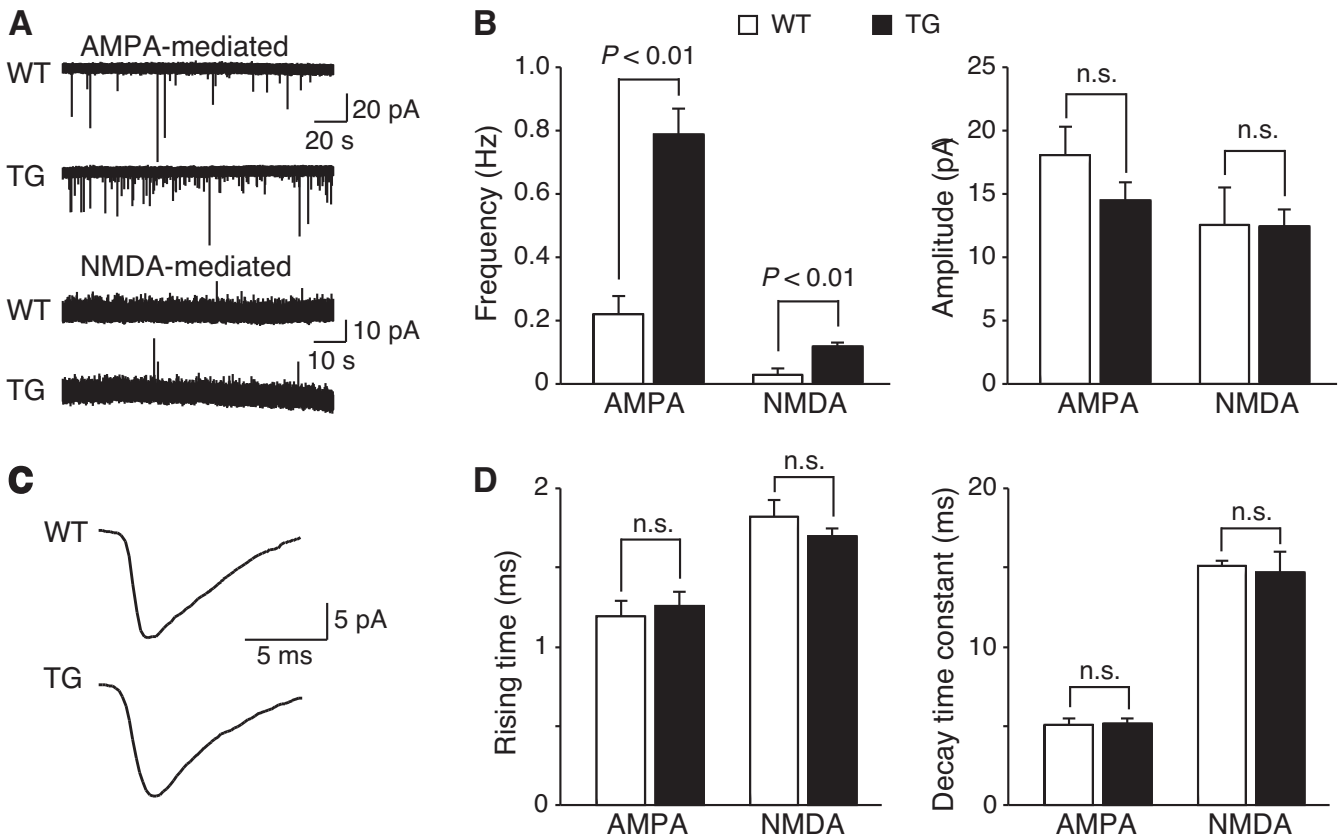 A
AMPA-mediated
WT
20 pA
20 s
TG
NMDA-mediated
WT
10 pA
10 s
TG
B
WT
TG
Frequency (Hz)
1.0
0.8
0.6
0.4
0.2
0
P < 0.01
P < 0.01
AMPA
NMDA
Amplitude (pA)
25
20
15
10
5
0
n.s.
n.s.
AMPA
NMDA
C
WT
5 pA
5 ms
TG
D
Rising time (ms)
2
1
0
n.s.
n.s.
AMPA
NMDA
Decay time constant (ms)
20
10
0
n.s.
n.s.
AMPA
NMDA